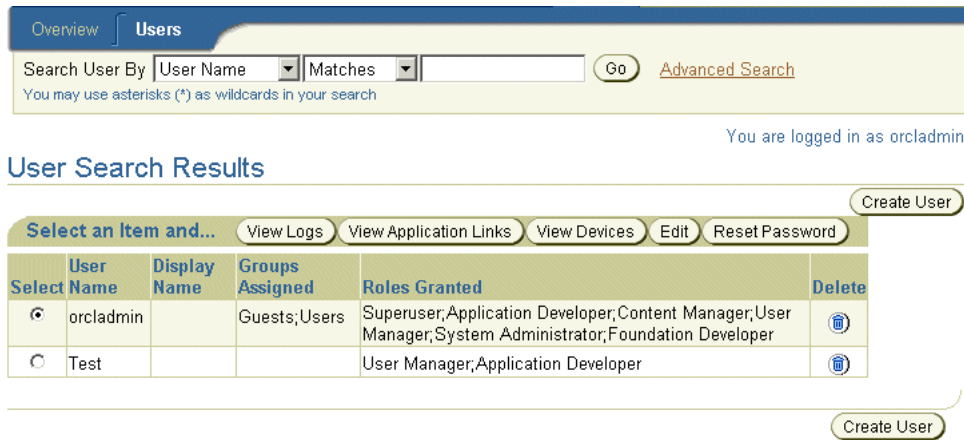 Overview Users
Search User By User Name Matches Go Advanced Search
You may use asterisks (*) as wildcards in your search
You are logged in as orcladmin
User Search Results
Create User
Select an Item and... View Logs View Application Links View Devices Edit Reset Password
User Display Groups
Select Name Name Assigned Roles Granted Delete
orcladmin Guests;Users Superuser;Application Developer;Content Manager;User
Manager;System Administrator;Foundation Developer
Test User Manager;Application Developer
Create User